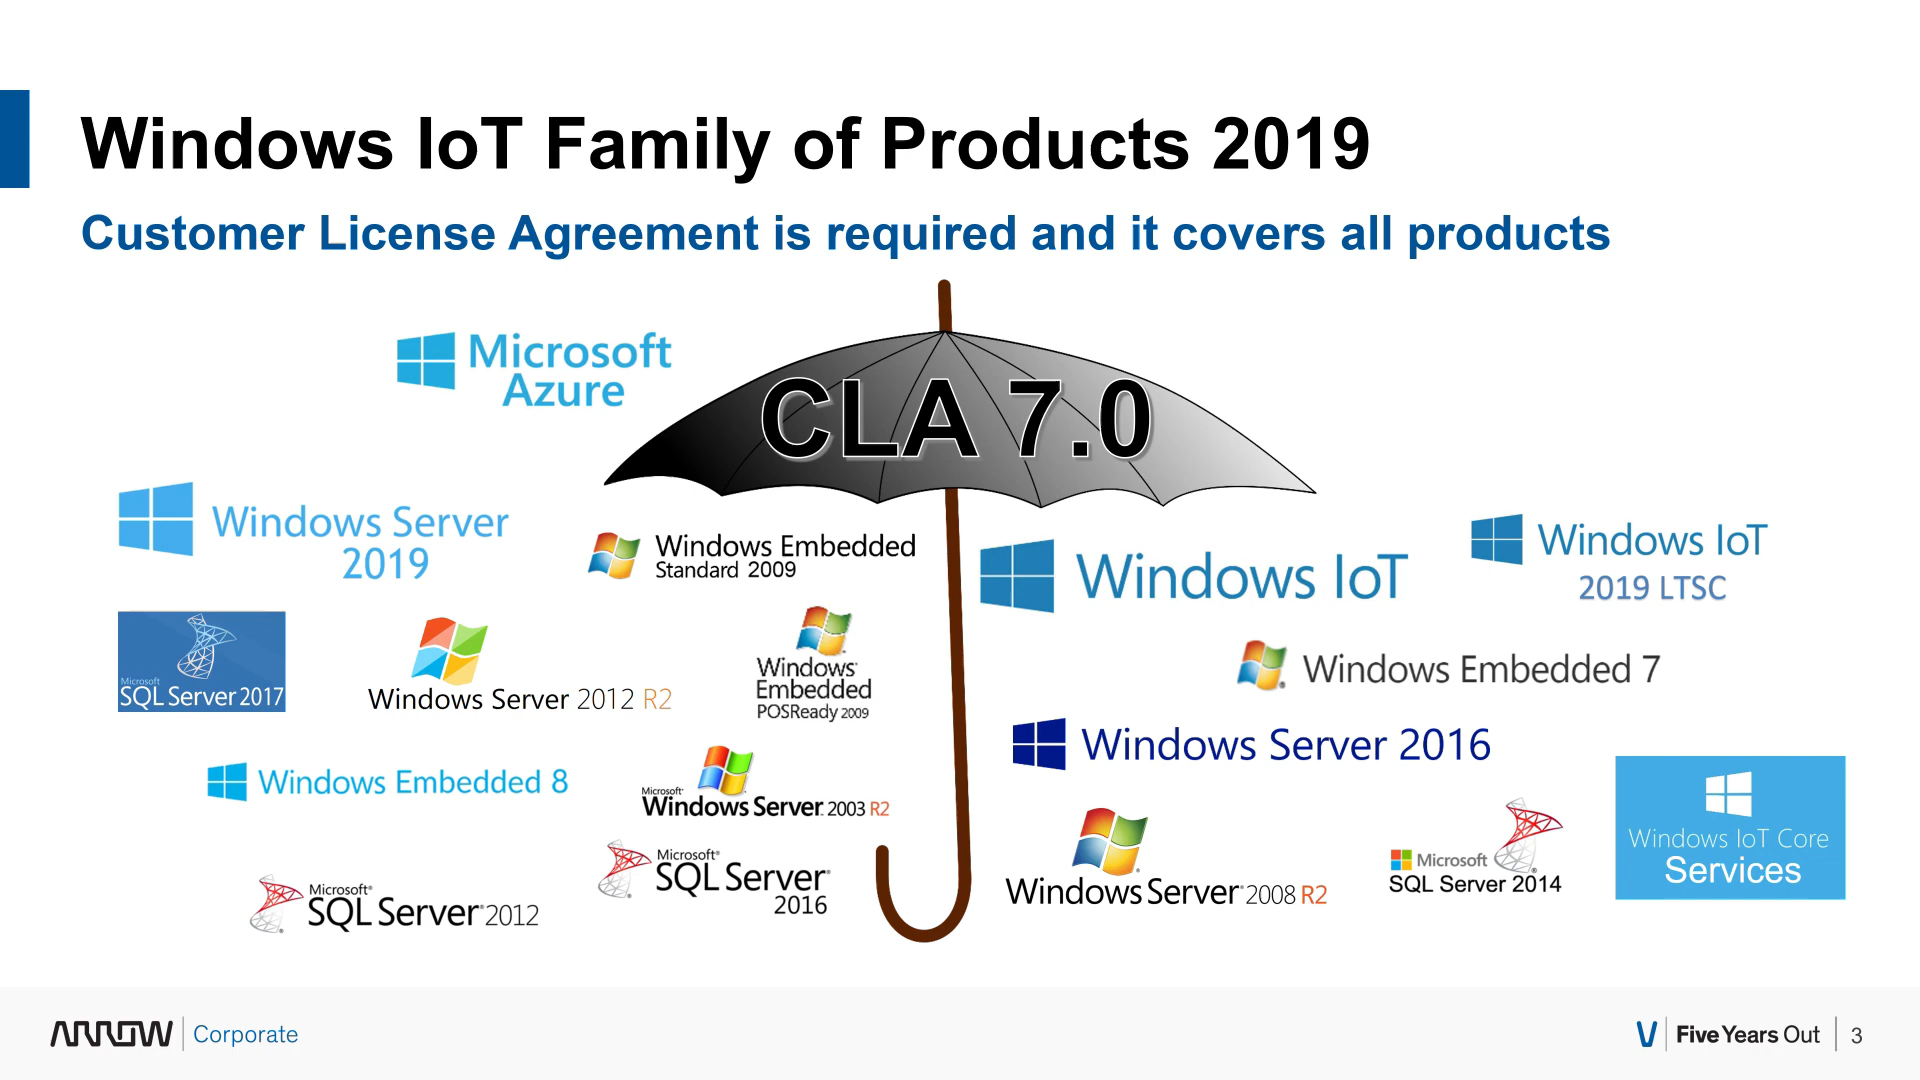 Windows IoT Family of Products 2019
Customer License Agreement is required and it covers all products
Microsoft
Azure
CLA 7.0
Windows Server
2019
Windows Embedded
Standard 2009
Windows IoT
Windows IoT
2019 LTSC
Microsoft
SQL Server 2017
Windows Server 2012 R2
Windows
Embedded
POSReady 2009
Windows Embedded 7
Windows Server 2016
Windows Embedded 8
Microsoft
Windows Server 2003 R2
Microsoft®
SQL Server®
2016
Microsoft®
SQL Server® 2012
Windows Server® 2008 R2
Microsoft
SQL Server 2014
Windows IoT Core
Services
ARROW Corporate
Five Years Out 3